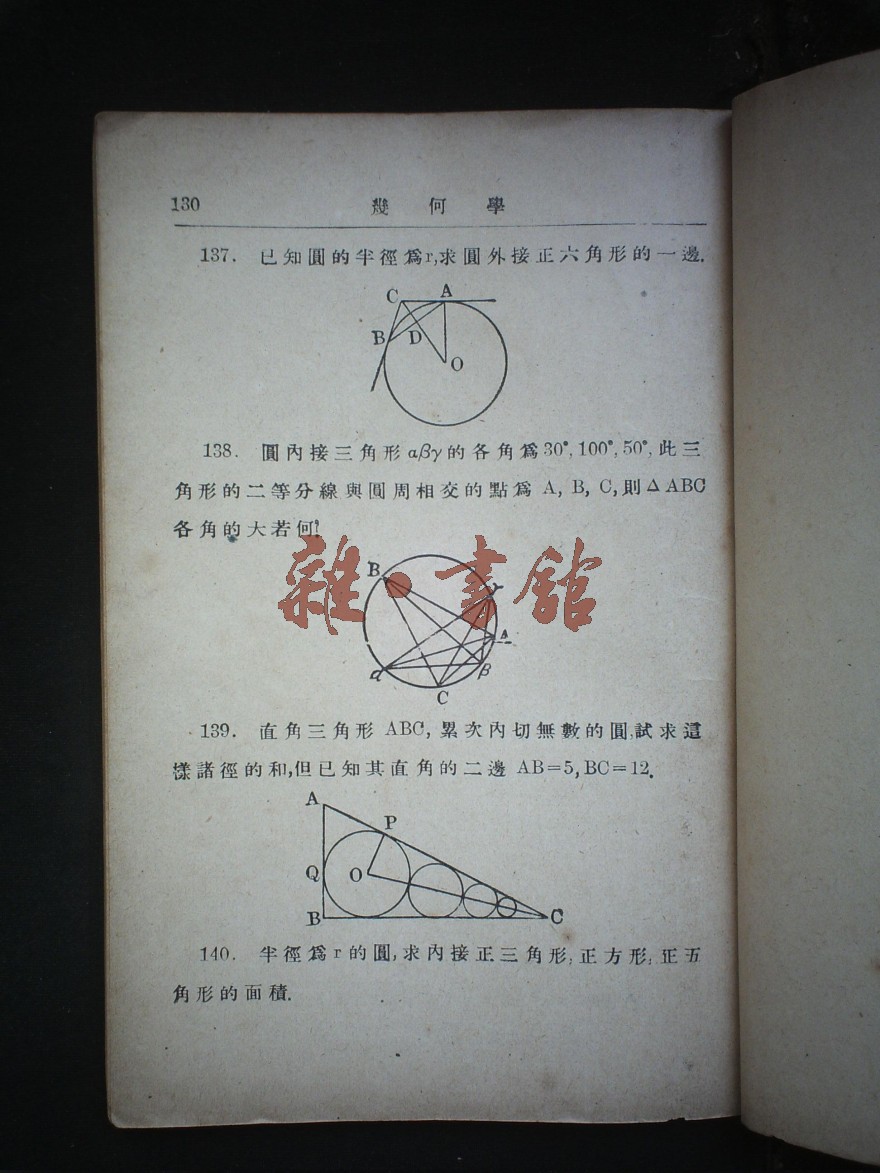 130 幾何學
137. 已知圓的半徑爲r,求圓外接正六角形的一邊.
C A
B D
O
138. 圓內接三角形αβγ的各角爲30°, 100°, 50°, 此三
角形的二等分線與圓周相交的點爲 A, B, C, 則 △ ABC
各角的大若何!
雜·書館
B γ
A
α β
C
139. 直角三角形 ABC, 累次內切無數的圓,試求這
樣諸徑的和,但已知其直角的二邊 AB=5, BC=12.
A
P
Q O
B C
140. 半徑爲 r 的圓,求內接正三角形,正方形,正五
角形的面積.